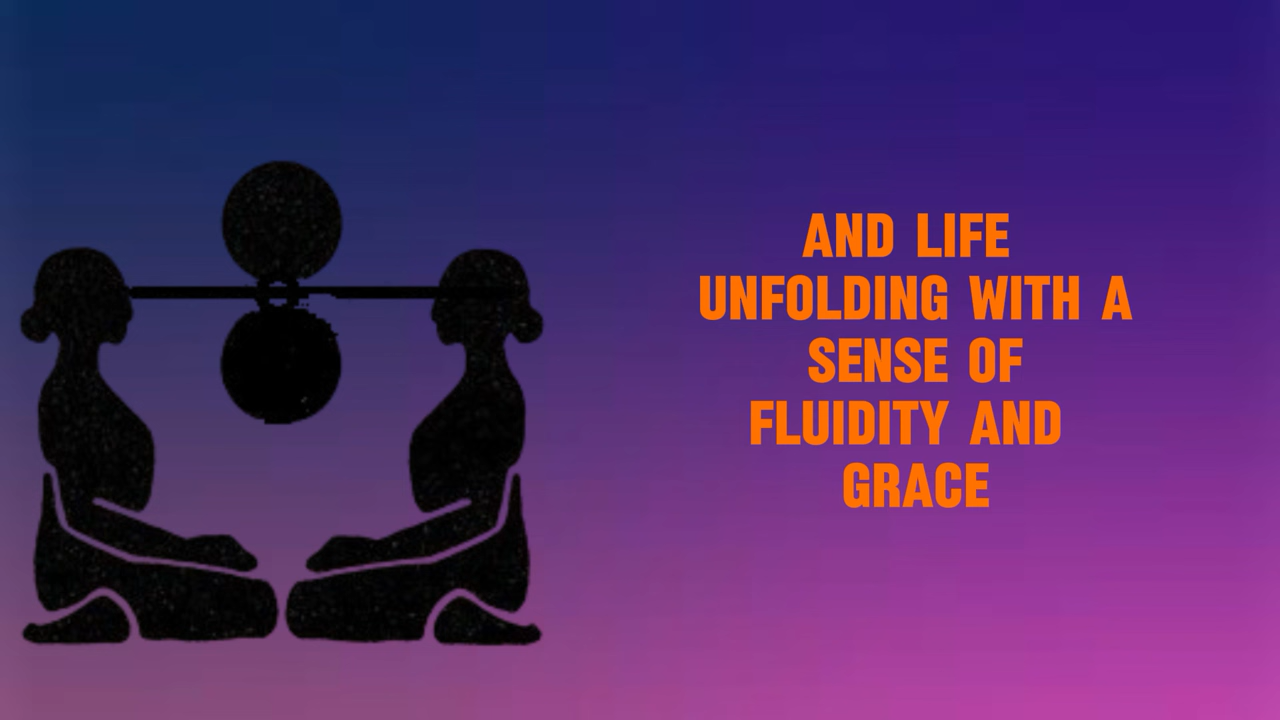 AND LIFE
UNFOLDING WITH A
SENSE OF
FLUIDITY AND
GRACE